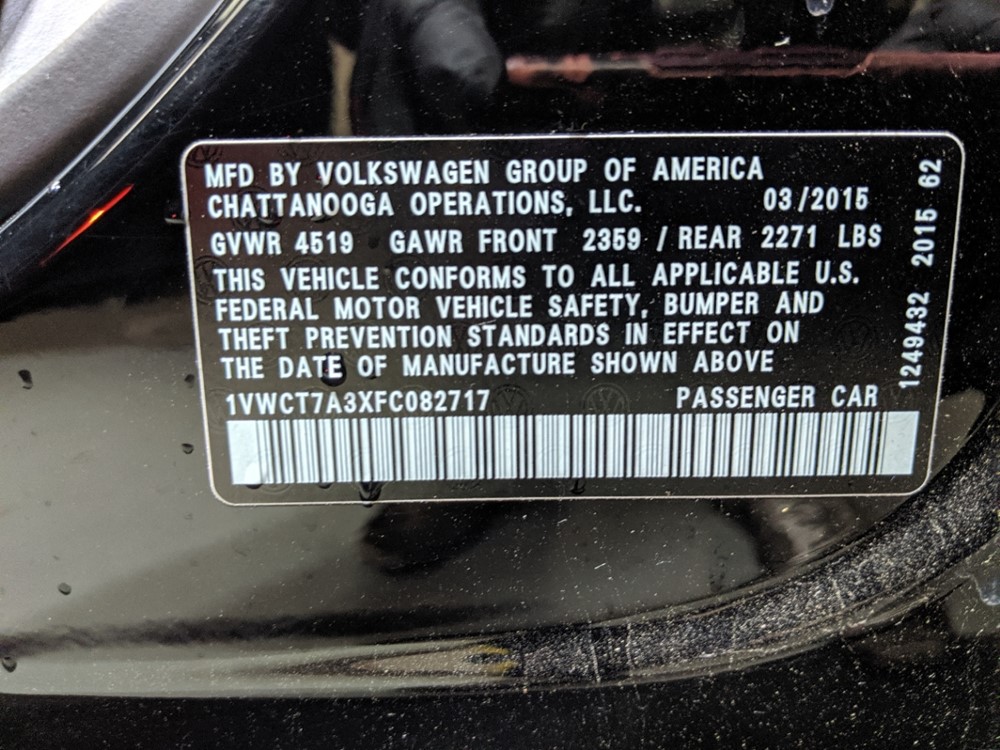 MFD BY VOLKSWAGEN GROUP OF AMERICA
CHATTANOOGA OPERATIONS, LLC. 03/2015
GVWR 4519 GAWR FRONT 2359 / REAR 2271 LBS
THIS VEHICLE CONFORMS TO ALL APPLICABLE U.S.
FEDERAL MOTOR VEHICLE SAFETY, BUMPER AND
THEFT PREVENTION STANDARDS IN EFFECT ON
THE DATE OF MANUFACTURE SHOWN ABOVE
1VWCT7A3XFC082717 PASSENGER CAR
1249432 2015 62